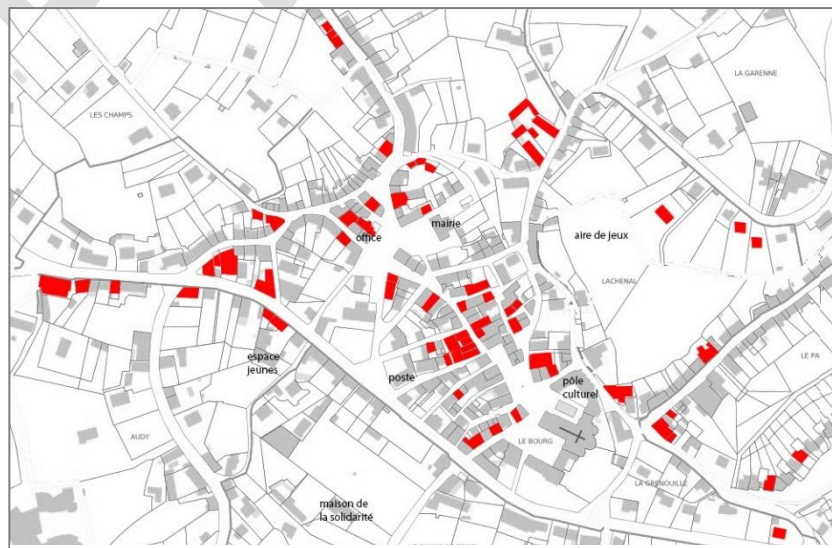 LA GARENNE
LES CHAMPS
mairie
office
aire de jeux
LACHENAL
espace
jeunes
poste
pôle
culturel
LE PA
AUDY
LE BOURG
LA GRENOUILLE
maison de
la solidarité